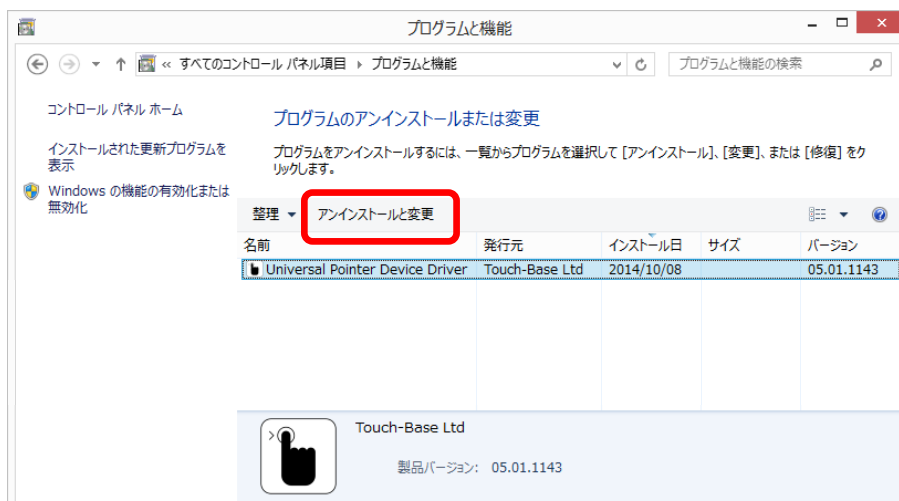 プログラムと機能
« すべてのコントロール パネル項目 プログラムと機能
プログラムと機能の検索
コントロール パネル ホーム
インストールされた更新プログラムを
表示
Windows の機能の有効化または
無効化
プログラムのアンインストールまたは変更
プログラムをアンインストールするには、一覧からプログラムを選択して [アンインストール]、[変更]、または [修復] をク
リックします。
整理 アンインストールと変更
名前 発行元 インストール日 サイズ バージョン
Universal Pointer Device Driver Touch-Base Ltd 2014/10/08 05.01.1143
Touch-Base Ltd
製品バージョン: 05.01.1143